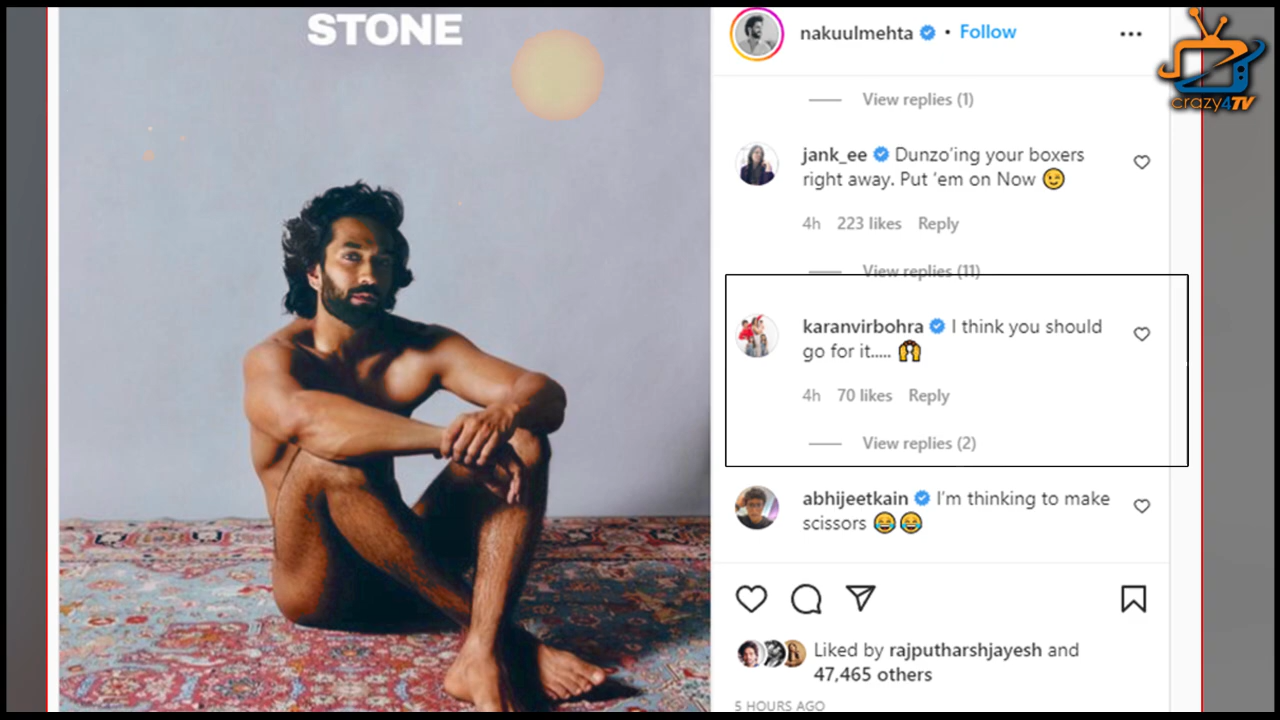 STONE
nakuulmehta • Follow
crazy4TV
View replies (1)
jank_ee Dunzo'ing your boxers
right away. Put 'em on Now 😉
4h 223 likes Reply
View replies (11)
karanvirbohra I think you should
go for it..... 🙌
4h 70 likes Reply
View replies (2)
abhijeetkain I'm thinking to make
scissors 😂😂
Liked by rajputharshjayesh and
47,465 others
5 HOURS AGO